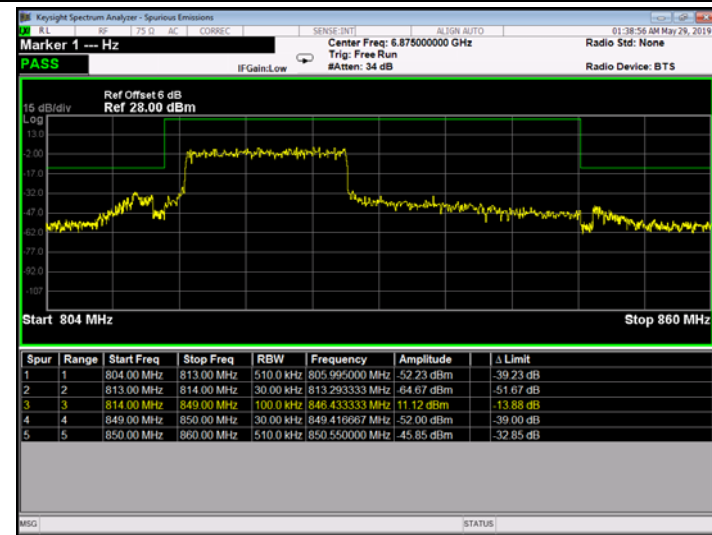 Keysight Spectrum Analyzer - Spurious Emissions
RL RF 75 Ω AC CORREC SENSE:INT ALIGN AUTO 01:38:56 AM May 29, 2019
Marker 1 --- Hz Center Freq: 6.875000000 GHz Radio Std: None
Trig: Free Run
PASS IFGain:Low #Atten: 34 dB Radio Device: BTS
Ref Offset 6 dB
15 dB/div Ref 28.00 dBm
Log
13.0
-2.00
-17.0
-32.0
-47.0
-62.0
-77.0
-92.0
-107
Start 804 MHz Stop 860 MHz
Spur Range Start Freq Stop Freq RBW Frequency Amplitude Δ Limit
1 1 804.00 MHz 813.00 MHz 510.0 kHz 805.995000 MHz -52.23 dBm -39.23 dB
2 2 813.00 MHz 814.00 MHz 30.00 kHz 813.293333 MHz -64.67 dBm -51.67 dB
3 3 814.00 MHz 849.00 MHz 100.0 kHz 846.433333 MHz 11.12 dBm -13.88 dB
4 4 849.00 MHz 850.00 MHz 30.00 kHz 849.416667 MHz -52.00 dBm -39.00 dB
5 5 850.00 MHz 860.00 MHz 510.0 kHz 850.550000 MHz -45.85 dBm -32.85 dB
MSG STATUS